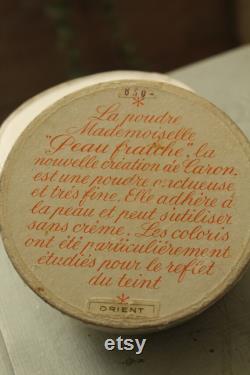 650-
La poudre
Mademoiselle
"Peau fraîche", la
nouvelle création de Caron,
est une poudre onctueuse
et très fine. Elle adhère à
la peau et peut s'utiliser
sans crème. Les coloris
ont été particulièrement
étudiés pour le reflet
du teint
ORIENT
etsy